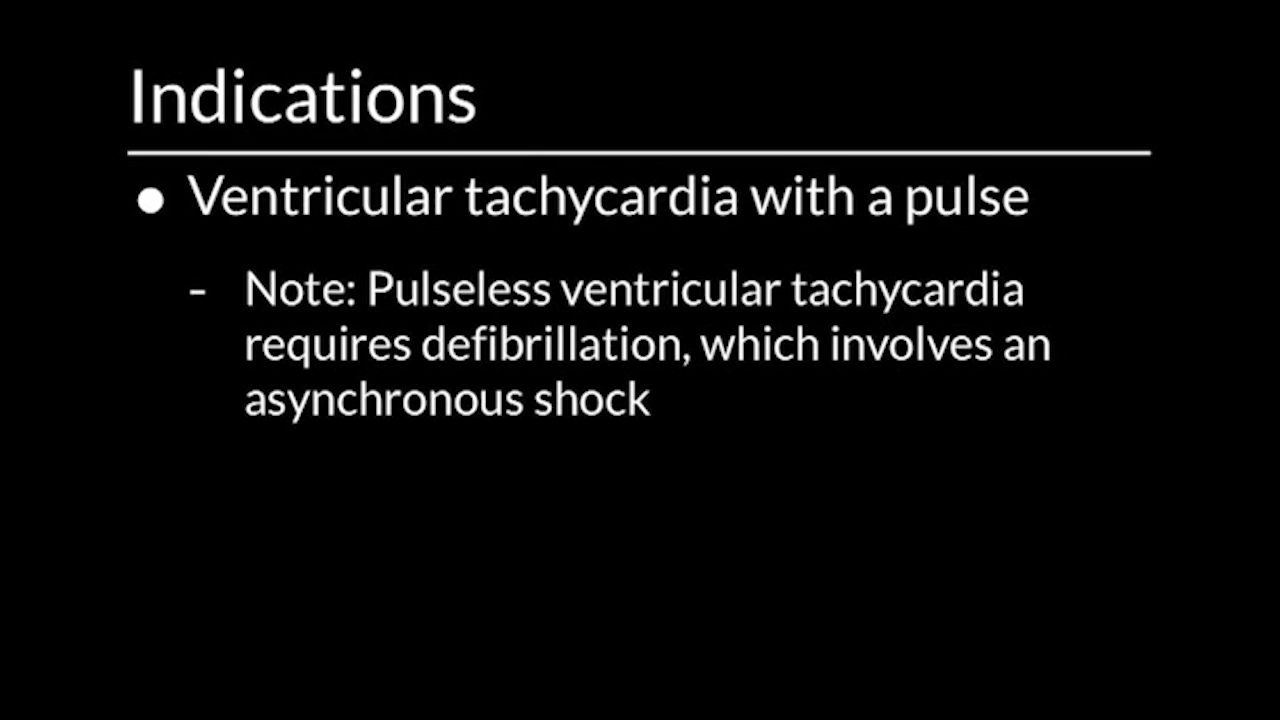 Indications
● Ventricular tachycardia with a pulse
- Note: Pulseless ventricular tachycardia
requires defibrillation, which involves an
asynchronous shock